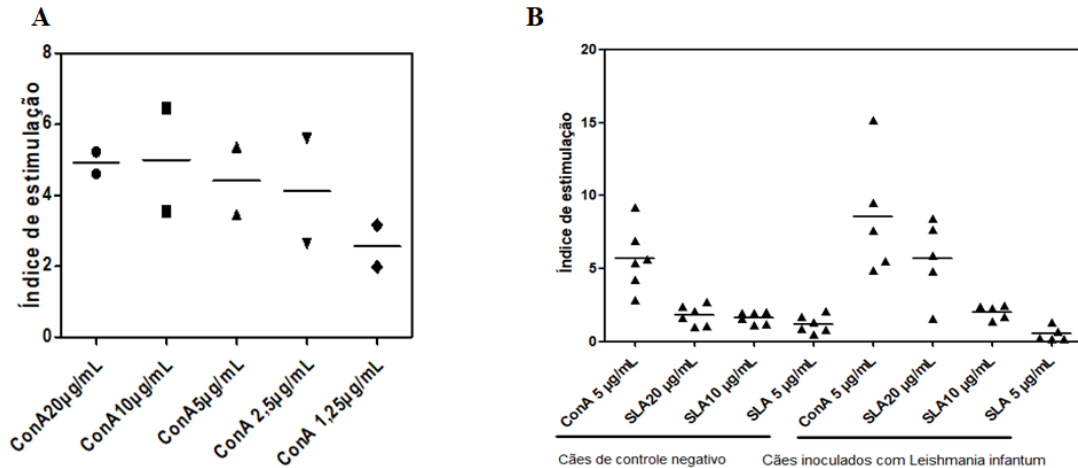 A
Índice de estimulação
8
6
4
2
0
ConA20µg/mL
ConA10µg/mL
ConA5µg/mL
ConA 2,5µg/mL
ConA 1,25µg/mL
B
Índice de estimulação
20
15
10
5
0
ConA 5 µg/mL
SLA20 µg/mL
SLA10 µg/mL
SLA 5 µg/mL
ConA 5 µg/mL
SLA20 µg/mL
SLA10 µg/mL
SLA 5 µg/mL
Cães de controle negativo
Cães inoculados com Leishmania infantum